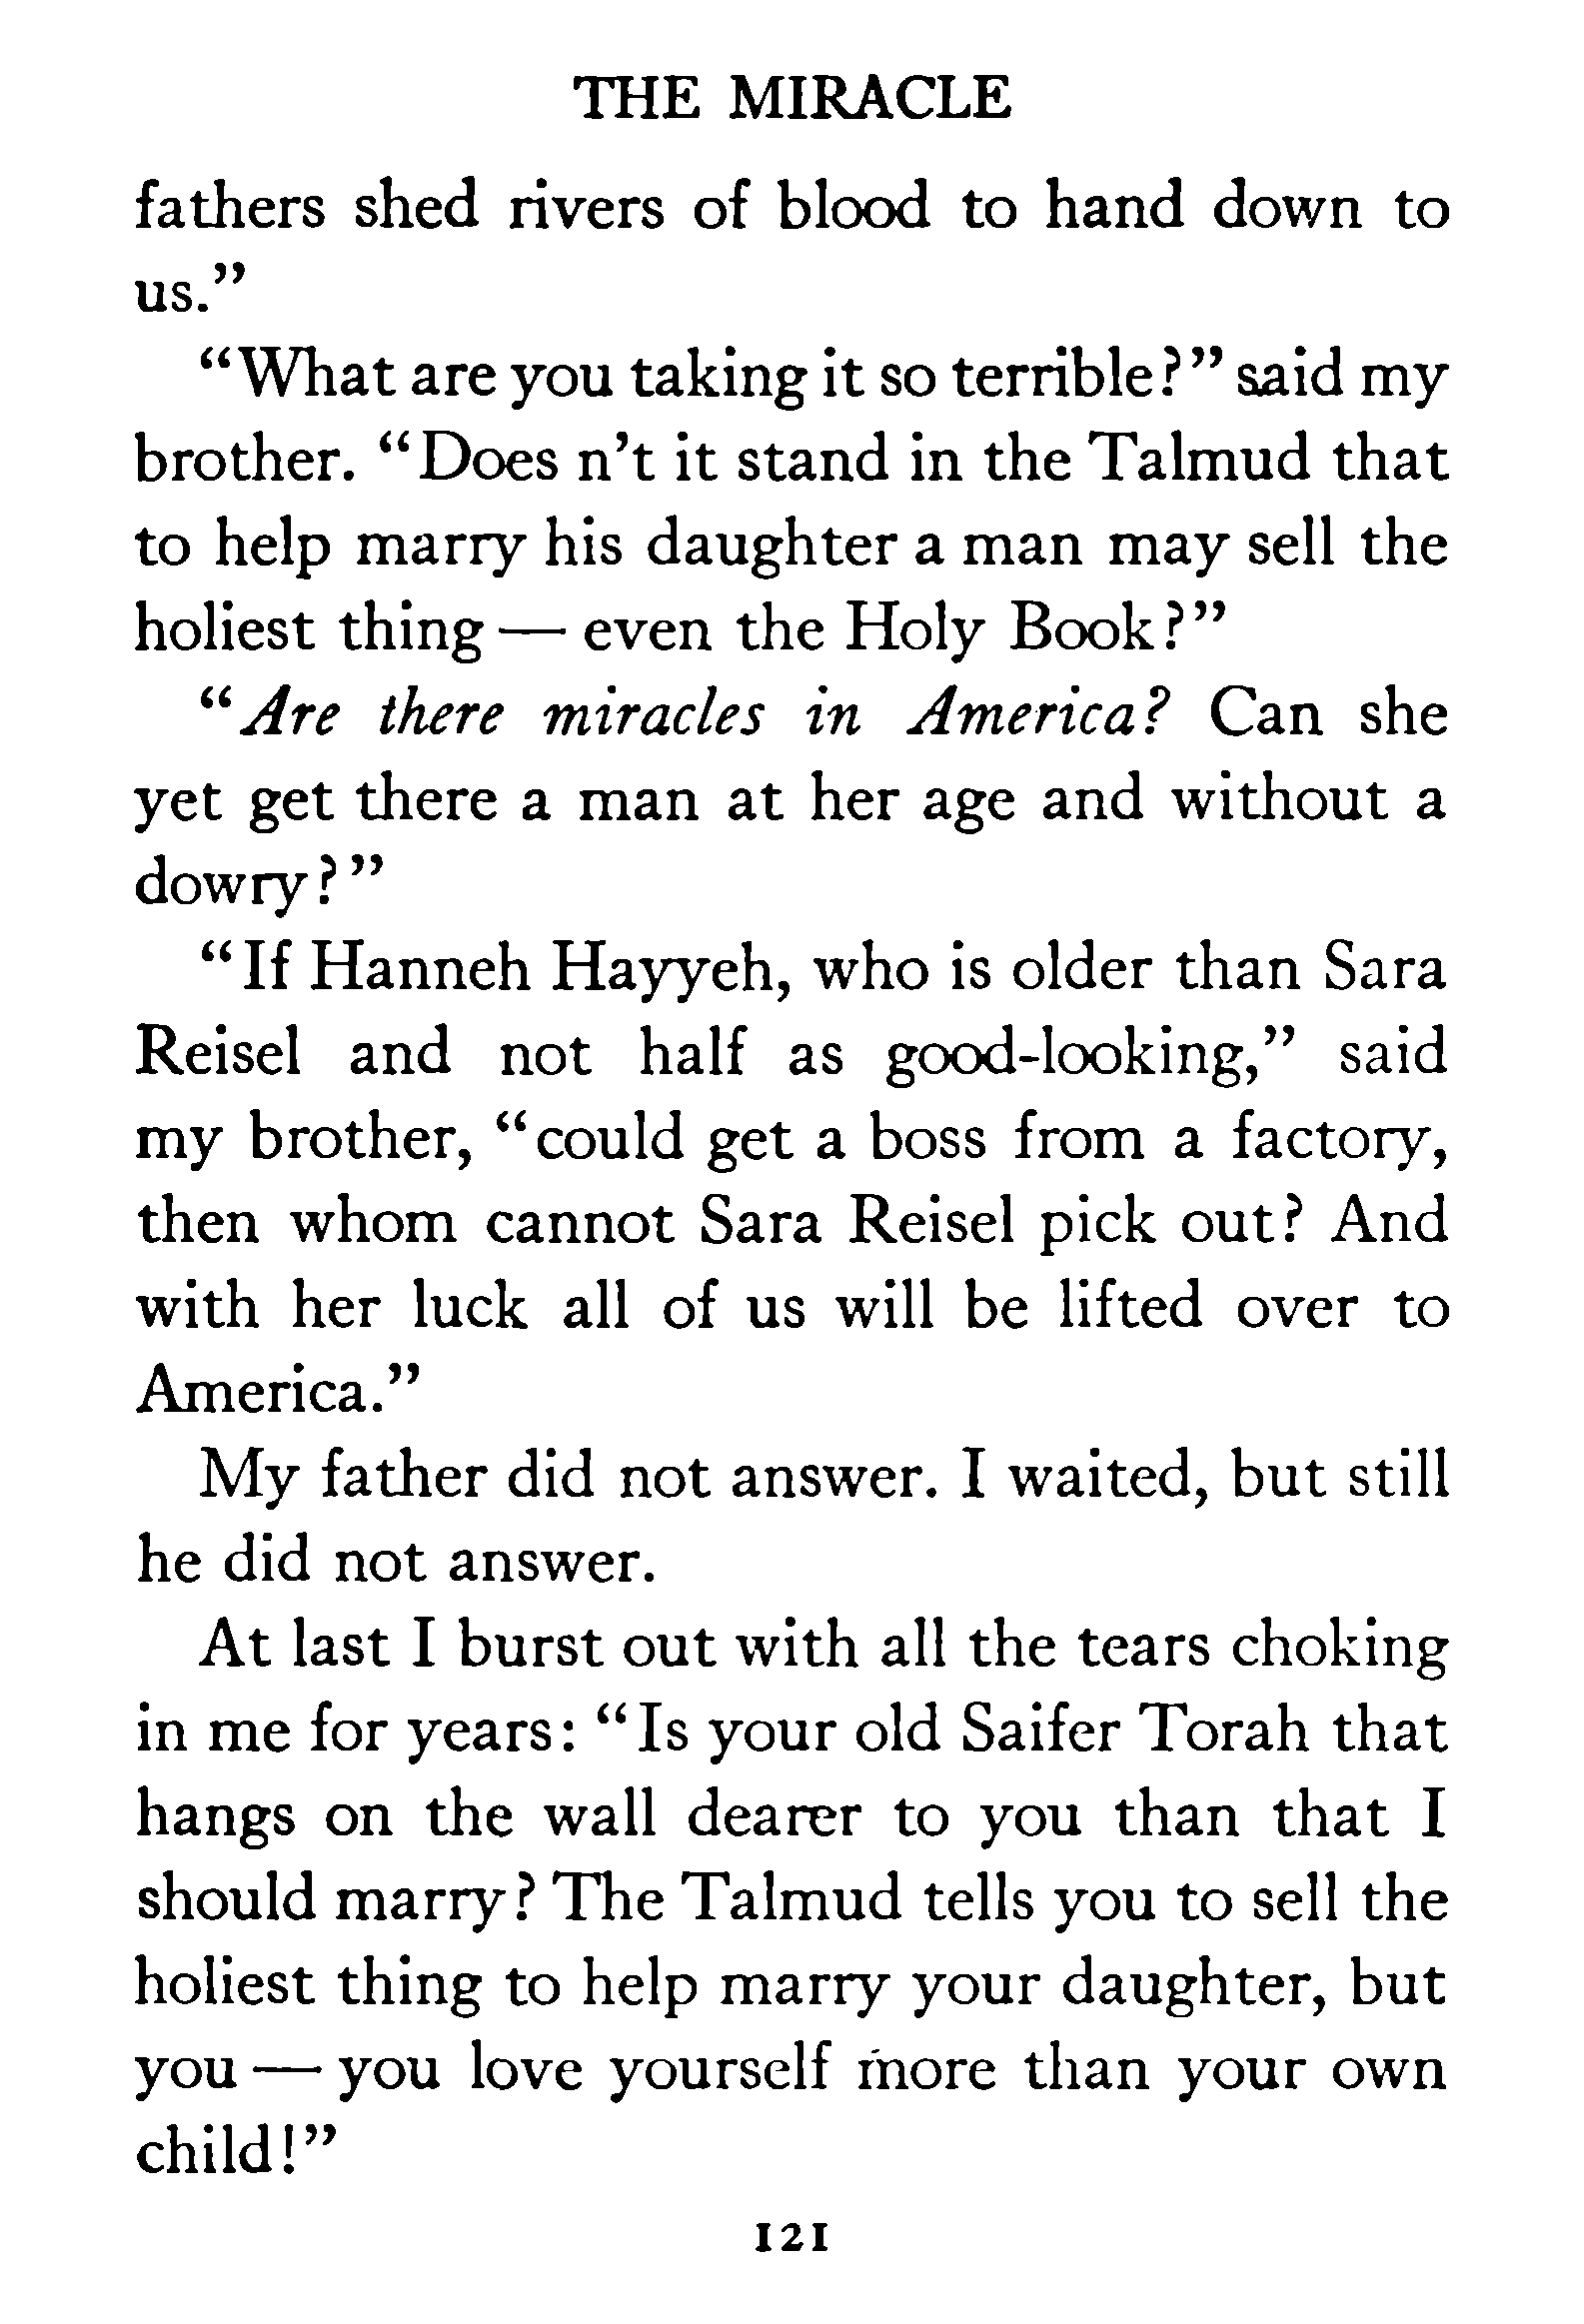 THE MIRACLE
fathers shed rivers of blood to hand down to
us.”
“What are you taking it so terrible?” said my
brother. “Does n’t it stand in the Talmud that
to help marry his daughter a man may sell the
holiest thing — even the Holy Book?”
“Are there miracles in America? Can she
yet get there a man at her age and without a
dowry?”
“If Hanneh Hayyeh, who is older than Sara
Reisel and not half as good-looking,” said
my brother, “could get a boss from a factory,
then whom cannot Sara Reisel pick out? And
with her luck all of us will be lifted over to
America.”
My father did not answer. I waited, but still
he did not answer.
At last I burst out with all the tears choking
in me for years: “Is your old Saifer Torah that
hangs on the wall dearer to you than that I
should marry? The Talmud tells you to sell the
holiest thing to help marry your daughter, but
you — you love yourself more than your own
child!”
121